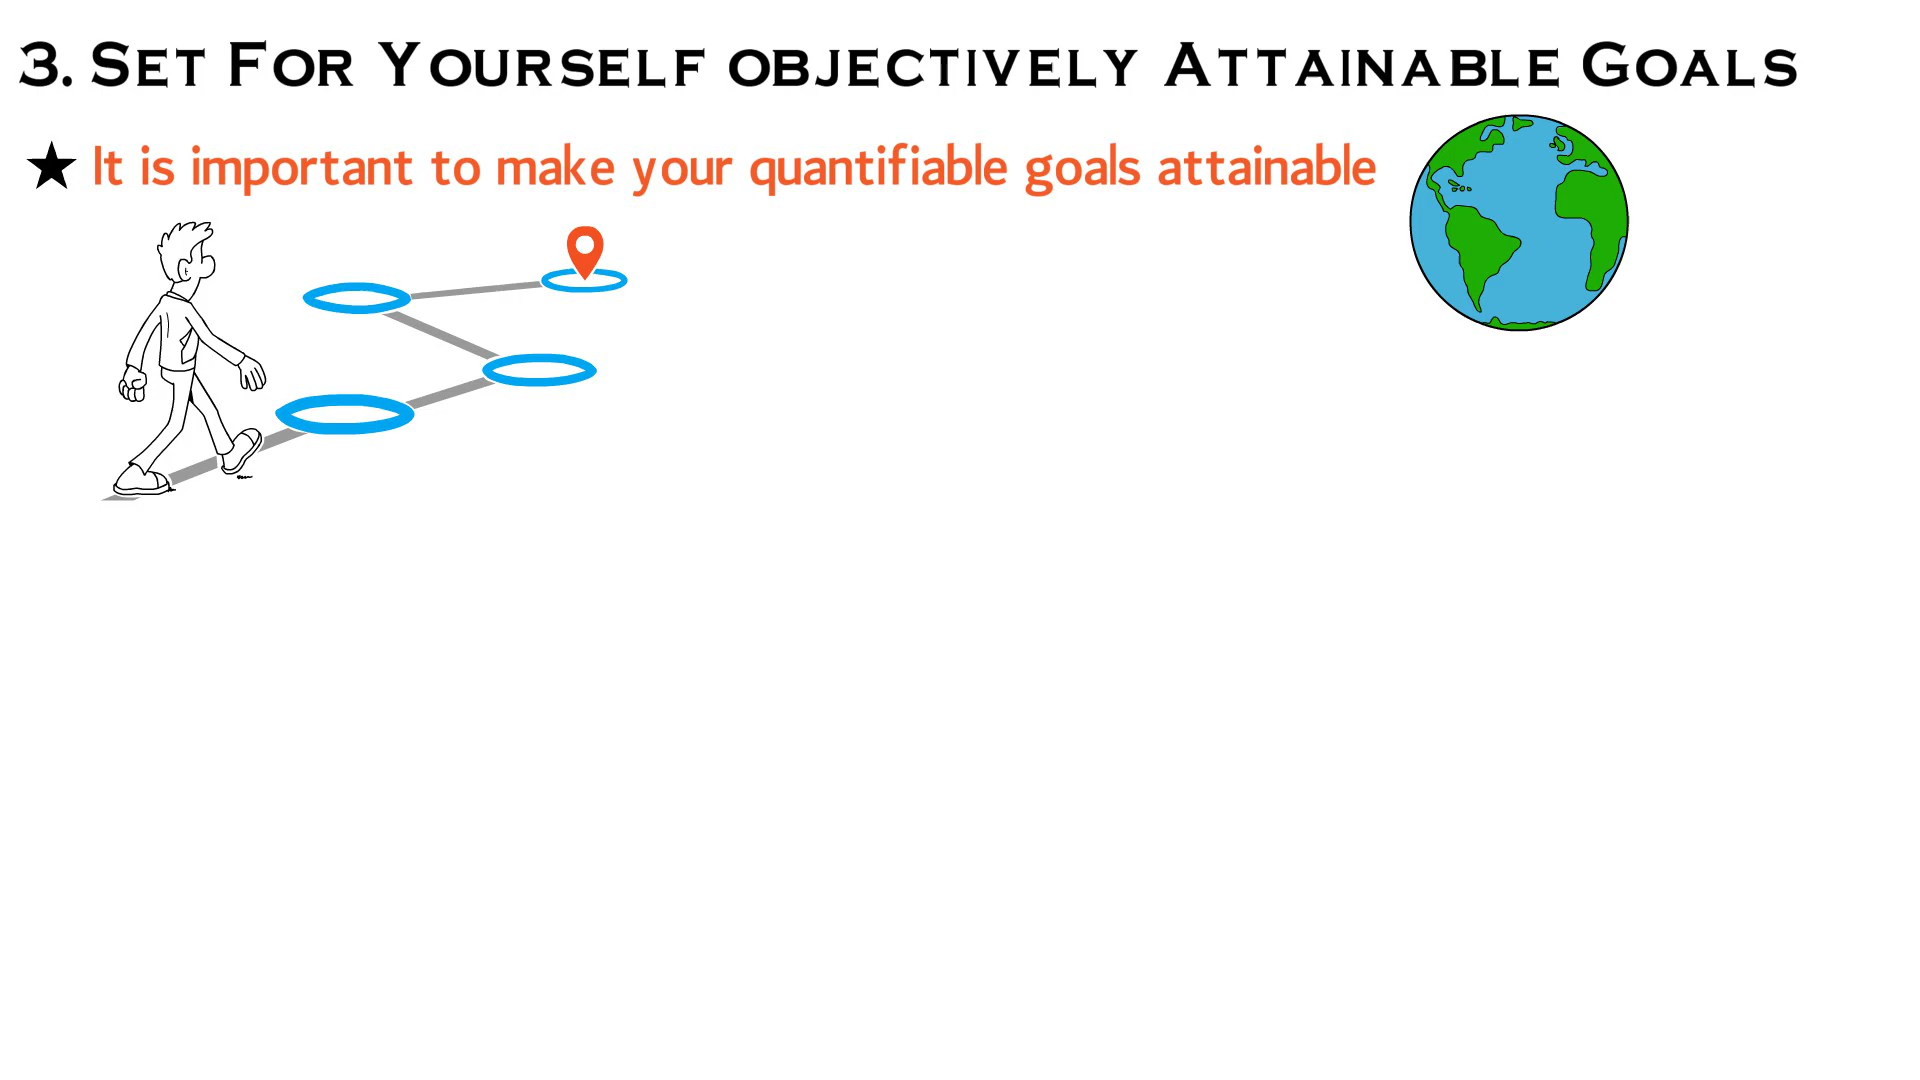 3. Set For Yourself objectively Attainable Goals
★ It is important to make your quantifiable goals attainable